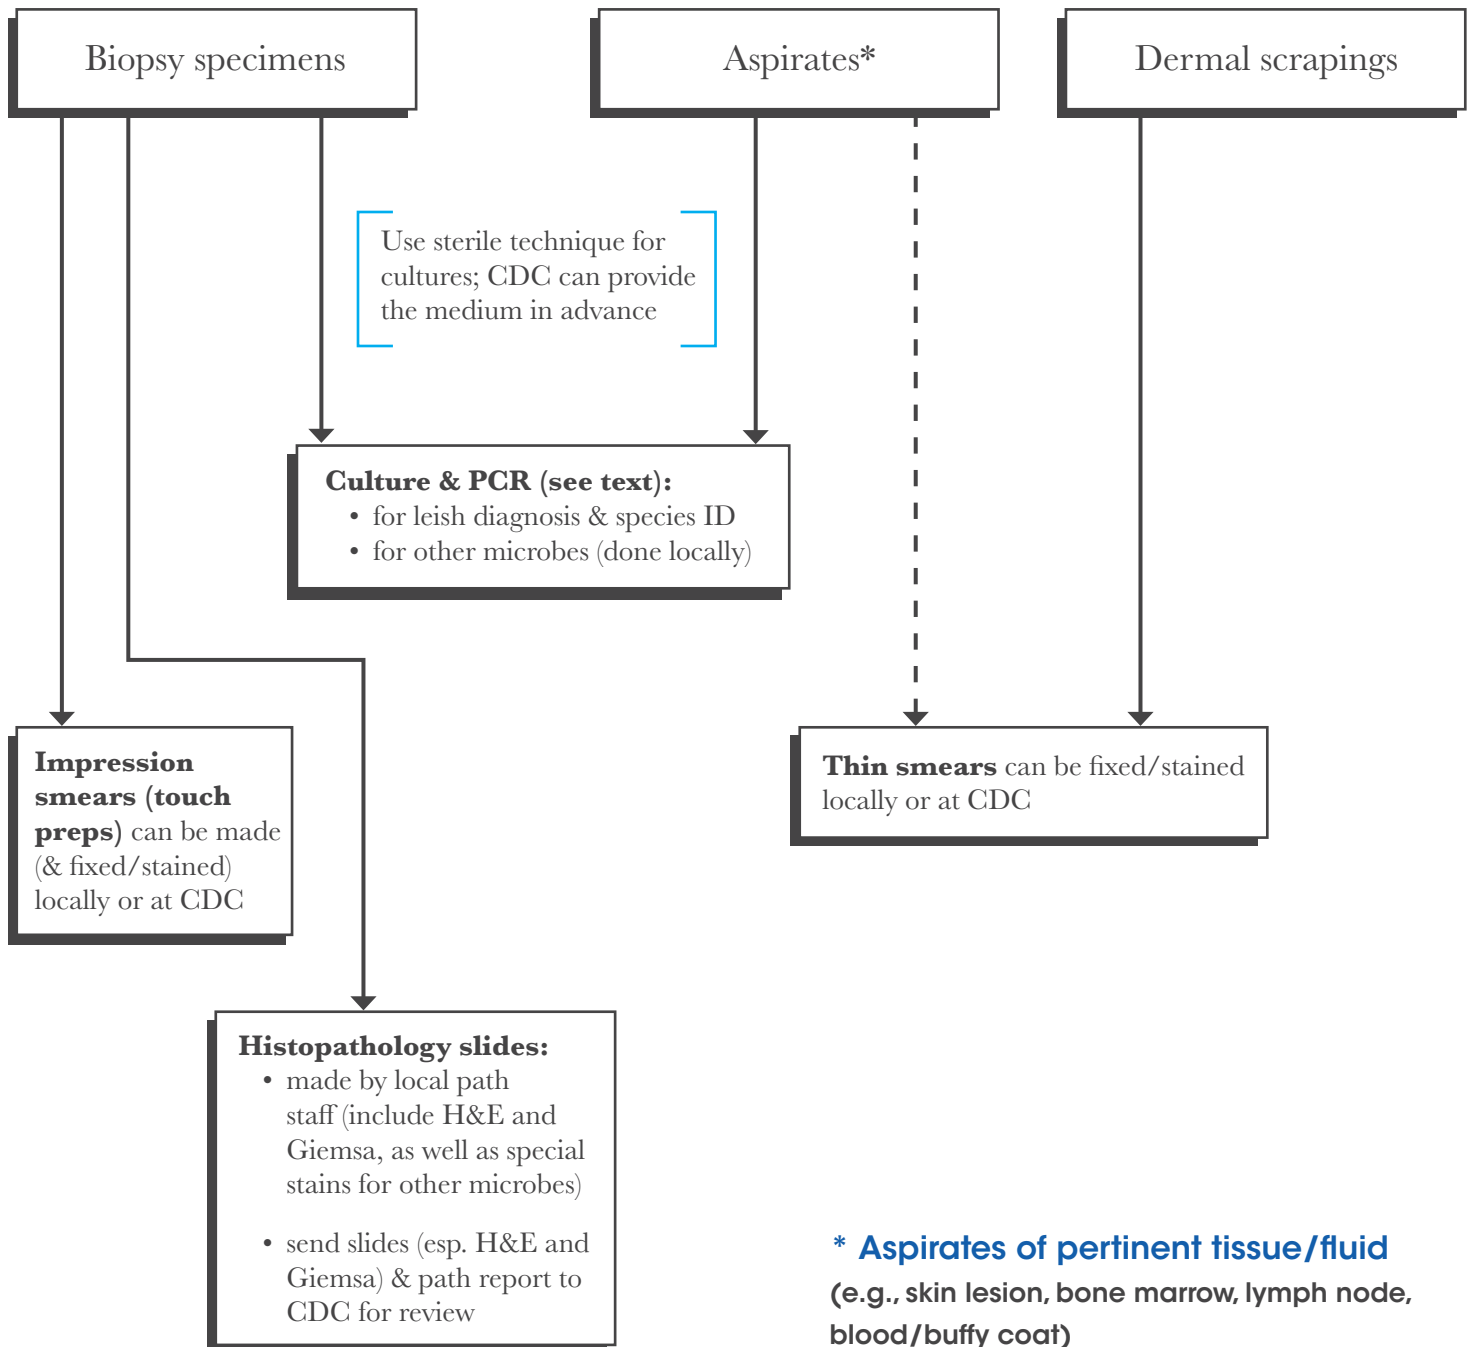 Biopsy specimens
Aspirates*
Dermal scrapings
Use sterile technique for
cultures; CDC can provide
the medium in advance
Culture & PCR (see text):
• for leish diagnosis & species ID
• for other microbes (done locally)
Impression
smears (touch
preps) can be made
(& fixed/stained)
locally or at CDC
Thin smears can be fixed/stained
locally or at CDC
Histopathology slides:
• made by local path
staff (include H&E and
Giemsa, as well as special
stains for other microbes)
• send slides (esp. H&E and
Giemsa) & path report to
CDC for review
* Aspirates of pertinent tissue/fluid
(e.g., skin lesion, bone marrow, lymph node,
blood/buffy coat)